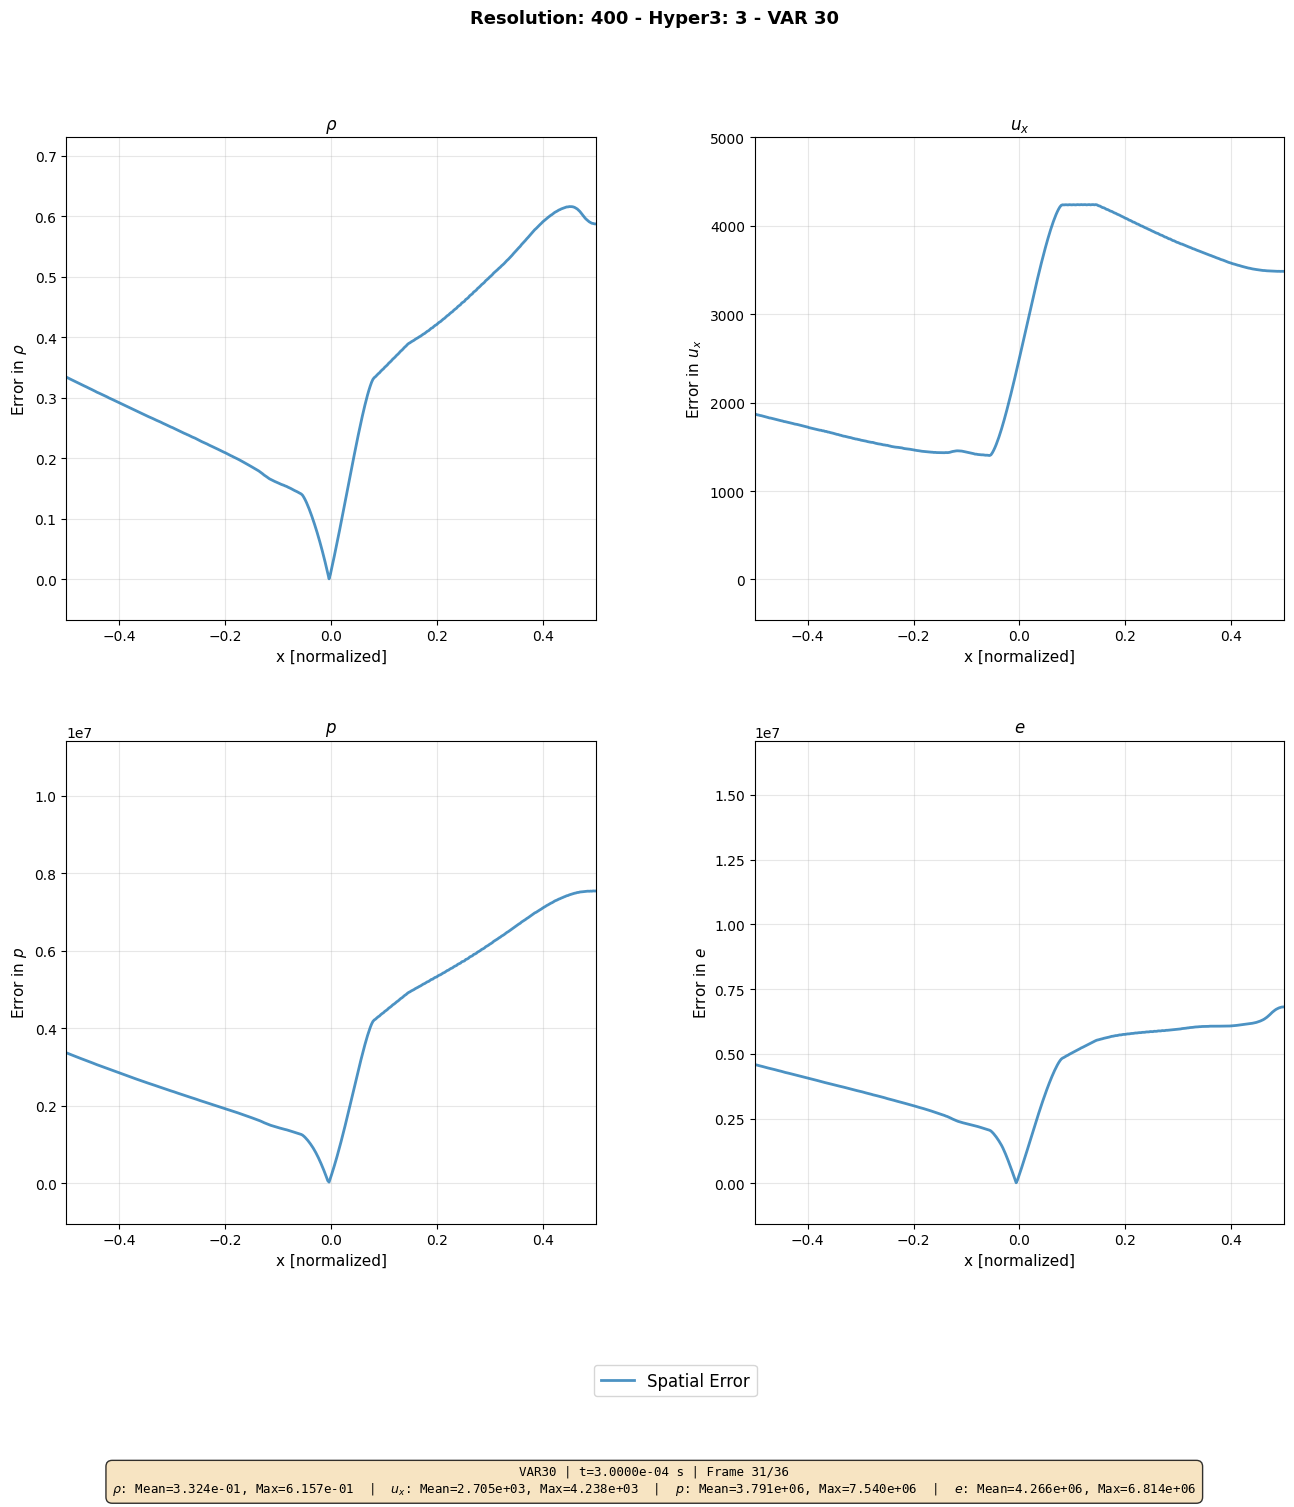 Resolution: 400 - Hyper3: 3 - VAR 30
ρ
0.7
0.6
0.5
0.4
0.3
0.2
0.1
0.0
Error in ρ
−0.4 −0.2 0.0 0.2 0.4
x [normalized]
uₓ
5000
4000
3000
2000
1000
0
Error in uₓ
−0.4 −0.2 0.0 0.2 0.4
x [normalized]
p
1e7
1.0
0.8
0.6
0.4
0.2
0.0
Error in p
−0.4 −0.2 0.0 0.2 0.4
x [normalized]
e
1e7
1.50
1.25
1.00
0.75
0.50
0.25
0.00
Error in e
−0.4 −0.2 0.0 0.2 0.4
x [normalized]
Spatial Error
VAR30 | t=3.0000e-04 s | Frame 31/36
ρ: Mean=3.324e-01, Max=6.157e-01 | uₓ: Mean=2.705e+03, Max=4.238e+03 | p: Mean=3.791e+06, Max=7.540e+06 | e: Mean=4.266e+06, Max=6.814e+06